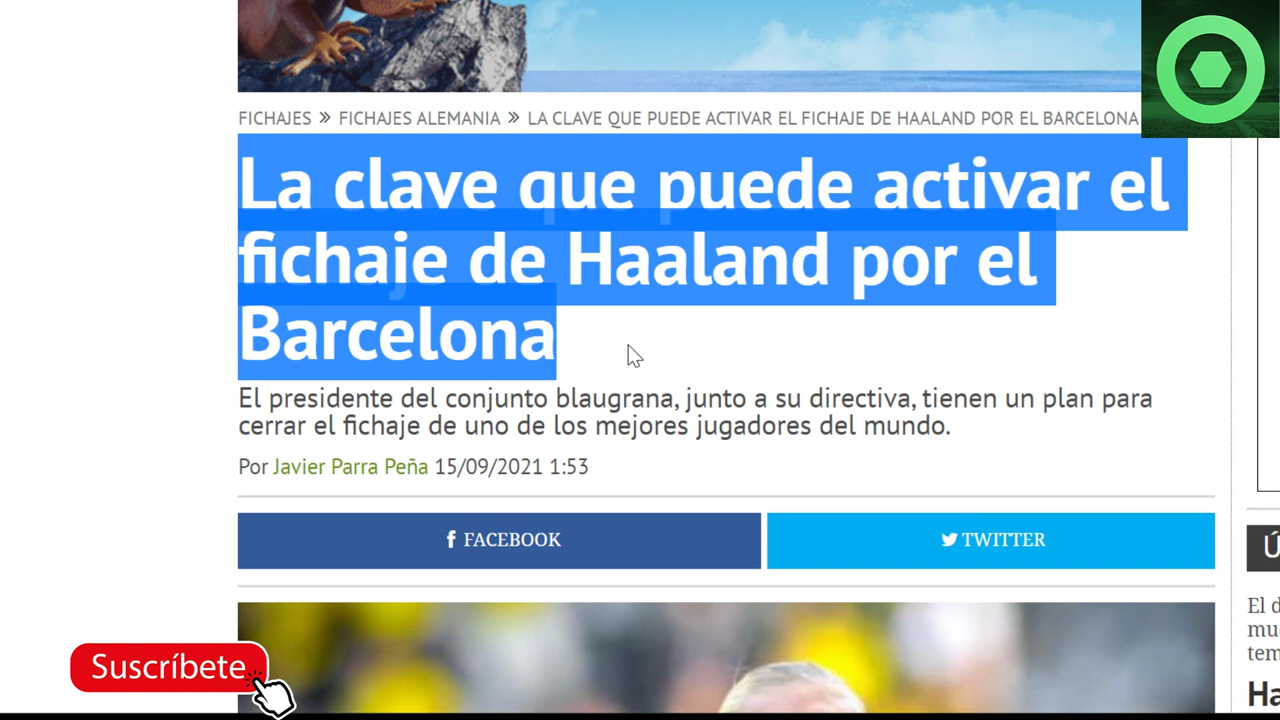 FICHAJES » FICHAJES ALEMANIA » LA CLAVE QUE PUEDE ACTIVAR EL FICHAJE DE HAALAND POR EL BARCELONA
La clave que puede activar el
fichaje de Haaland por el
Barcelona
El presidente del conjunto blaugrana, junto a su directiva, tienen un plan para
cerrar el fichaje de uno de los mejores jugadores del mundo.
Por Javier Parra Peña 15/09/2021 1:53
FACEBOOK
TWITTER
Suscríbete
El